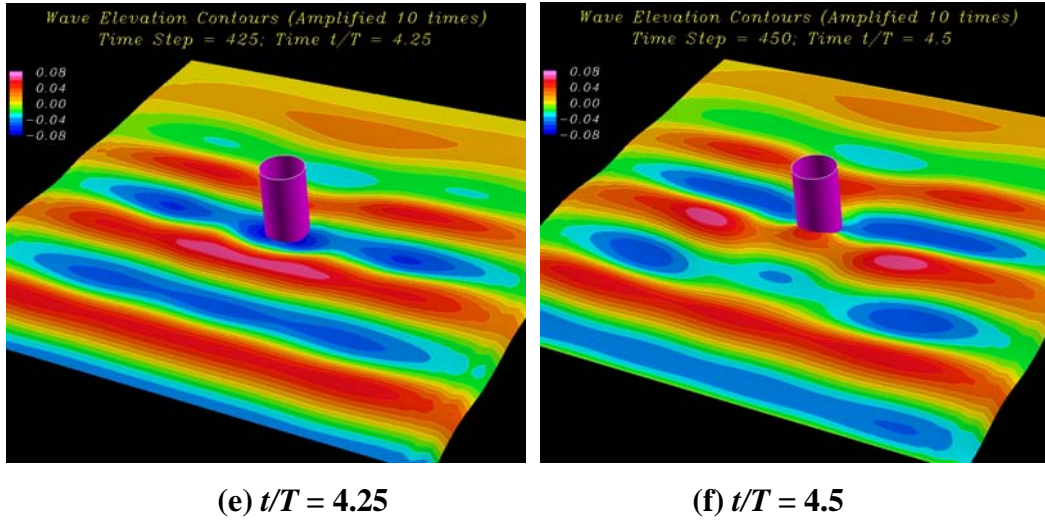 Wave Elevation Contours (Amplified 10 times)
Time Step = 425; Time t/T = 4.25
0.08
0.04
0.00
-0.04
-0.08
Wave Elevation Contours (Amplified 10 times)
Time Step = 450; Time t/T = 4.5
0.08
0.04
0.00
-0.04
-0.08
(e) t/T = 4.25
(f) t/T = 4.5